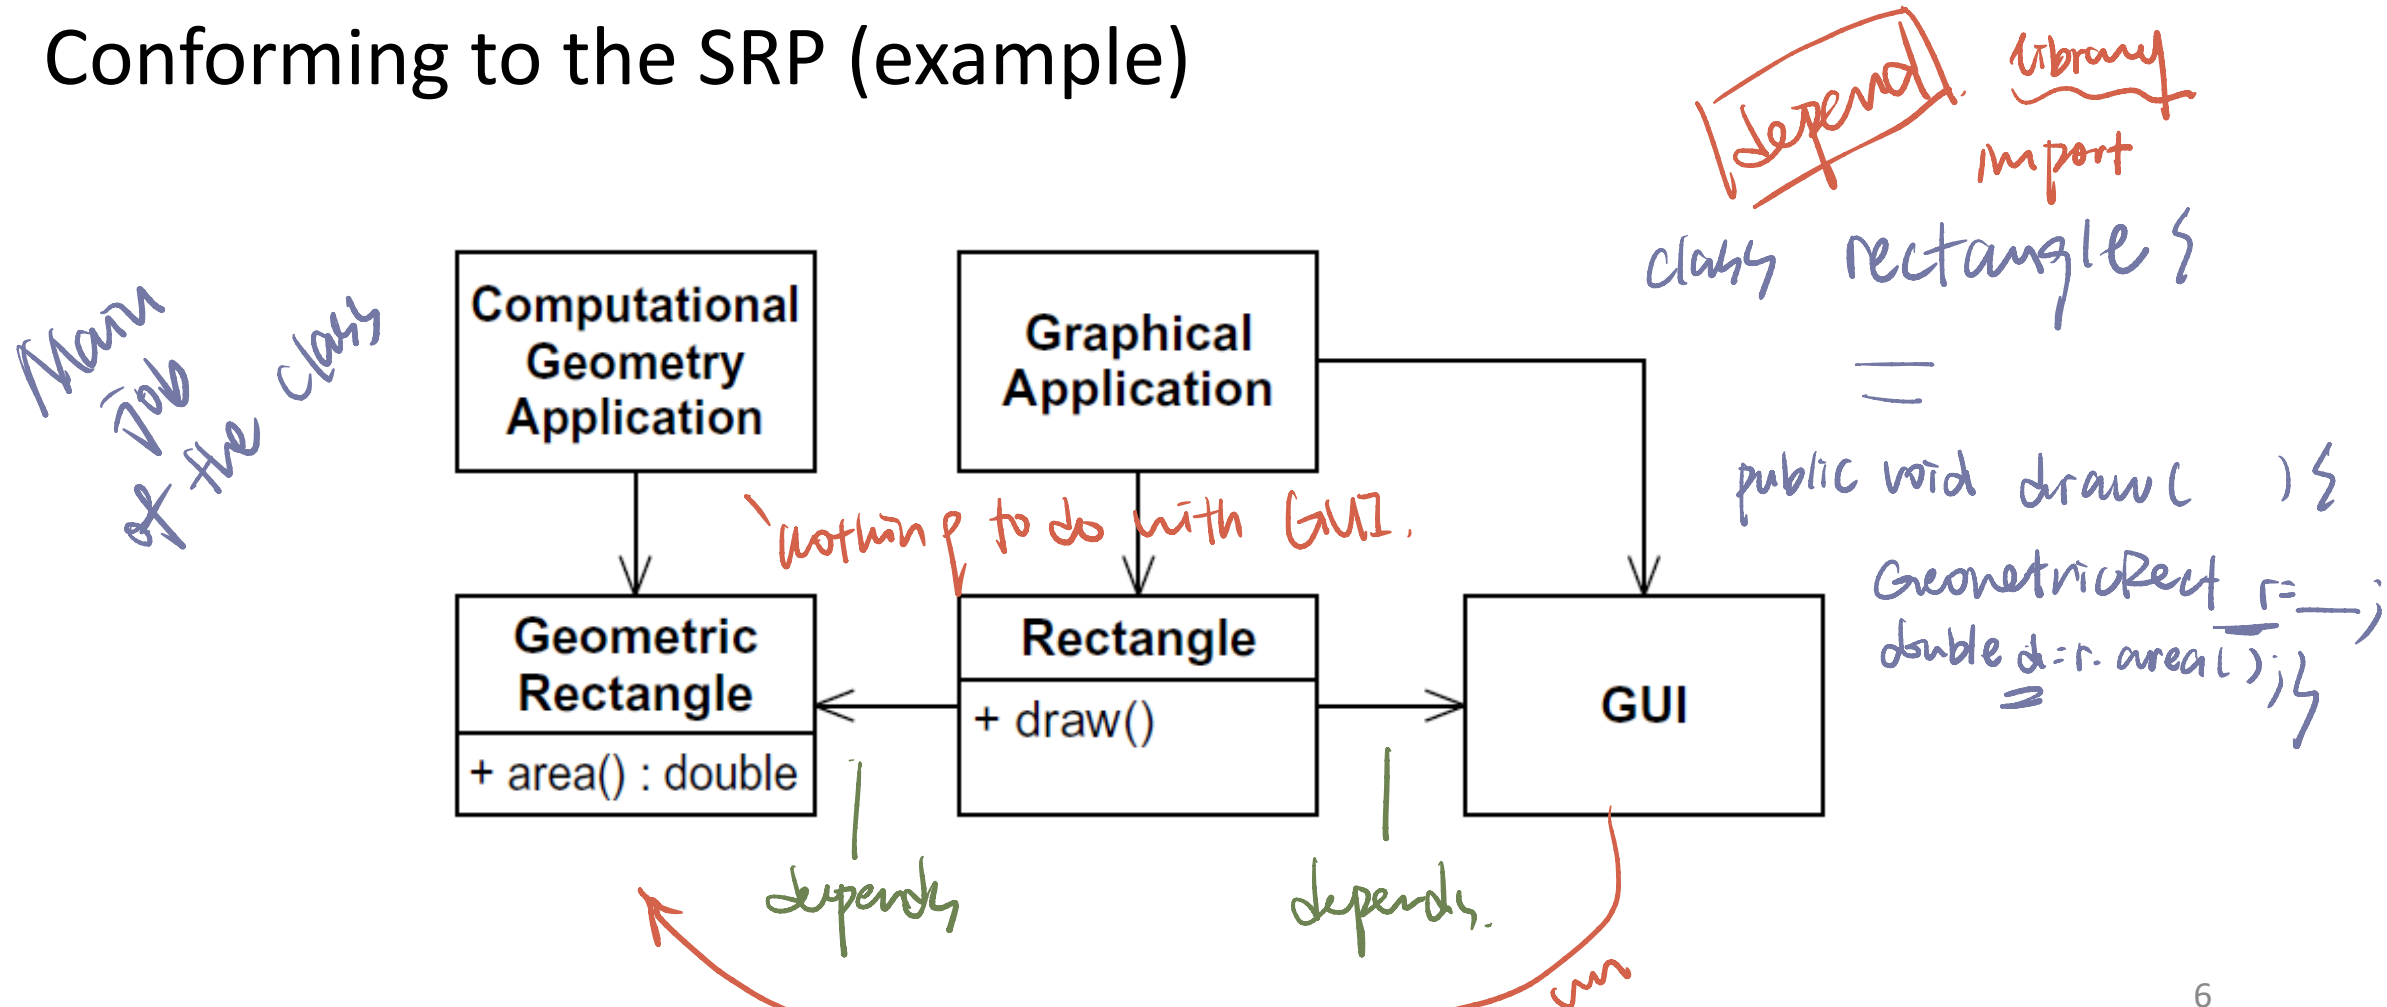 Conforming to the SRP (example)
depend
library
import
class rectangle {
Main
Job
of the class
Computational
Geometry
Application
Graphical
Application
public void draw( ) {
nothing to do with GUI.
GeometricRect r=__;
double d=r.area();}
Geometric
Rectangle
+ area() : double
Rectangle
+ draw()
GUI
depends
depends.
6